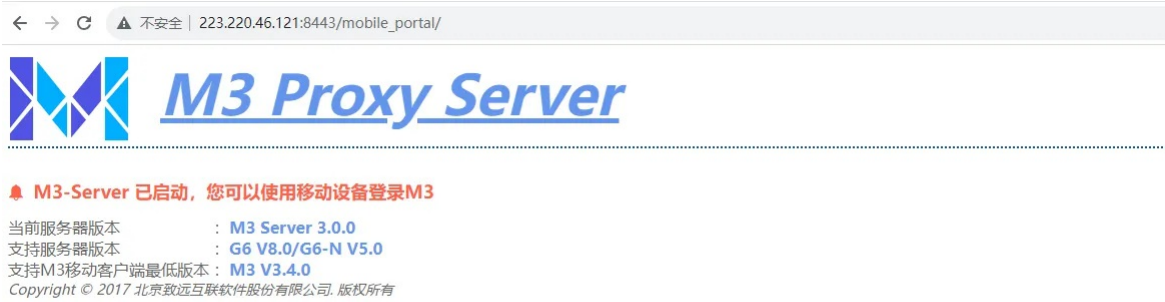 不安全 | 223.220.46.121:8443/mobile_portal/
M3 Proxy Server
M3-Server 已启动，您可以使用移动设备登录M3
当前服务器版本 : M3 Server 3.0.0
支持服务器版本 : G6 V8.0/G6-N V5.0
支持M3移动客户端最低版本 : M3 V3.4.0
Copyright © 2017 北京致远互联软件股份有限公司. 版权所有